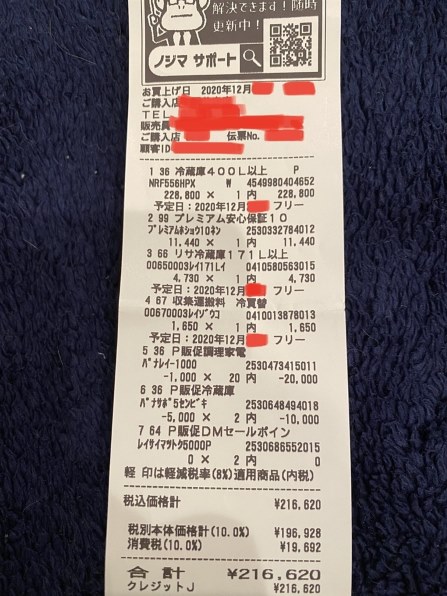 解決できます!随時
更新中!
ノジマ サポート
お買上げ日 2020年12月
ご購入店
TEL
販売員
ご購入店 伝票No.
顧客ID
1 36 冷蔵庫400L以上 P
NRF556HPX W 4549980404652
228,800 × 1 内 228,800
予定日:2020年12月 フリー
2 99 プレミアム安心保証10
プレミアムホショウ10ネン 2530332784012
11,440 × 1 内 11,440
3 66 リサ冷蔵庫171L以上
00650003レイ171Lイ 0410580563015
4,730 × 1 内 4,730
予定日:2020年12月 フリー
4 67 収集運搬料 冷買替
00670003レイゾウコ 0410013878013
1,650 × 1 内 1,650
予定日:2020年12月 フリー
5 36 P販促調理家電
パナレイー1000 2530473415011
-1,000 × 20 内 -20,000
6 36 P販促冷蔵庫
パナサポ5センビキ 2530648494018
-5,000 × 2 内 -10,000
7 64 P販促DMセールポイン
レイサイマツトク5000P 2530686552015
0 × 2 内 0
軽 印は軽減税率(8%)適用商品(内税)
税込価格計 ¥216,620
税別本体価格計(10.0%) ¥196,928
消費税(10.0%) ¥19,692
合計 ¥216,620
クレジットJ ¥216,620